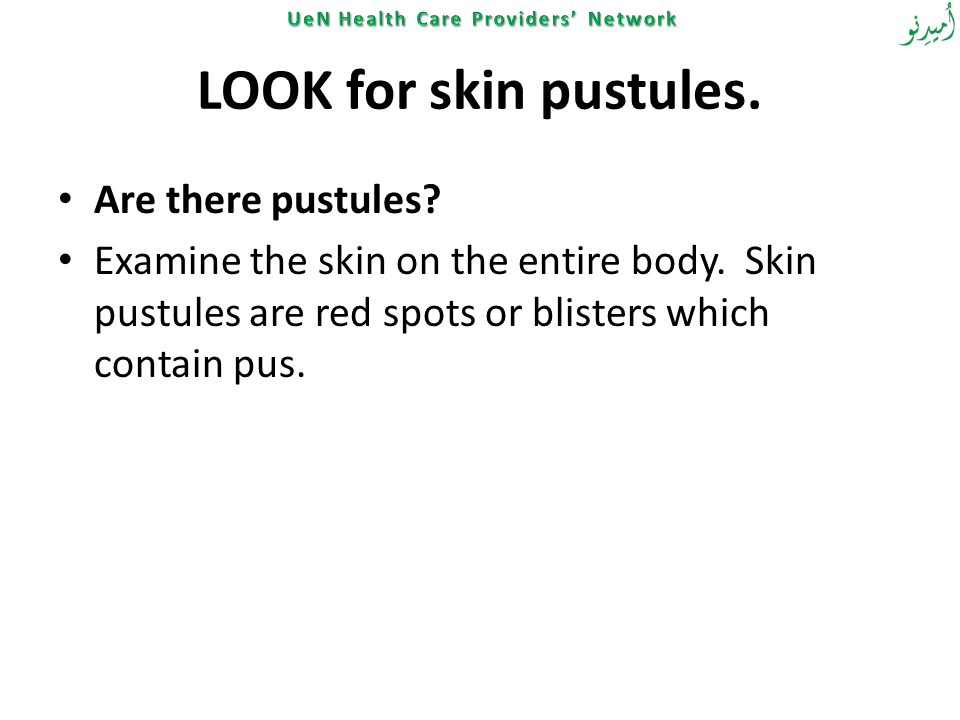 UeN Health Care Providers’ Network
أُميدِنو
LOOK for skin pustules.
• Are there pustules?
• Examine the skin on the entire body.  Skin
pustules are red spots or blisters which
contain pus.